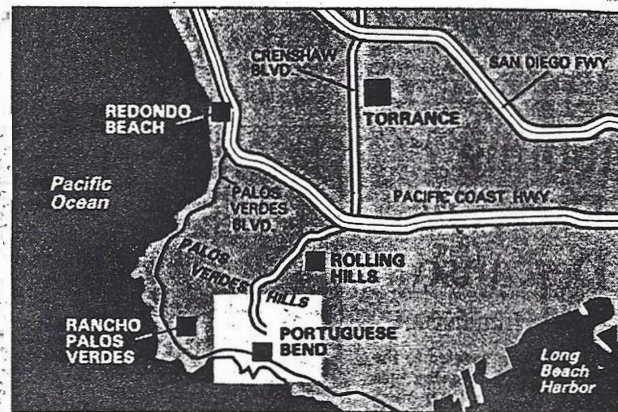 CRENSHAW
BLVD.
SAN DIEGO FWY.
REDONDO
BEACH
TORRANCE
Pacific
Ocean
PALOS
VERDES
BLVD.
PACIFIC COAST HWY.
PALOS
VERDES
HILLS
ROLLING
HILLS
RANCHO
PALOS
VERDES
PORTUGUESE
BEND
Long
Beach
Harbor